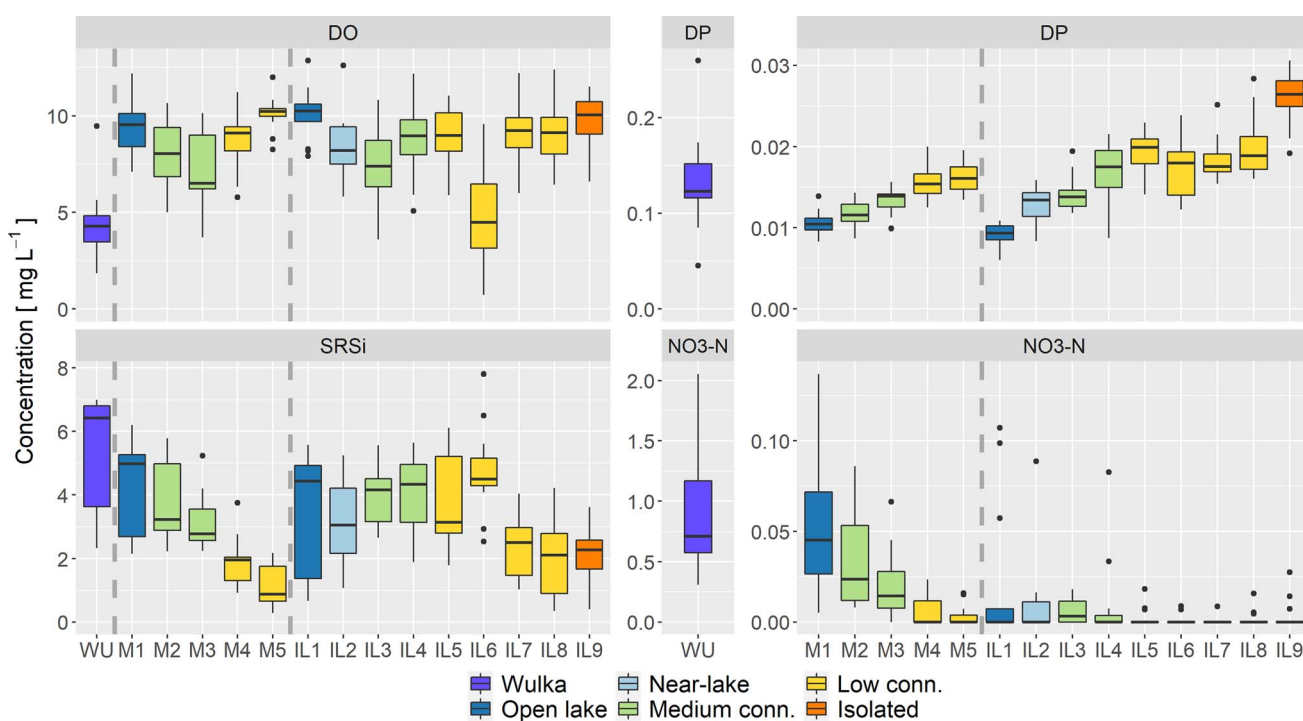 DO
DP
DP
Concentration [ mg L⁻¹ ]
10
5
0
0.2
0.1
0.0
0.03
0.02
0.01
0.00
SRSi
NO3-N
NO3-N
8
6
4
2
0
2.0
1.5
1.0
0.5
0.0
0.10
0.05
0.00
WU M1 M2 M3 M4 M5 IL1 IL2 IL3 IL4 IL5 IL6 IL7 IL8 IL9
WU
M1 M2 M3 M4 M5 IL1 IL2 IL3 IL4 IL5 IL6 IL7 IL8 IL9
Wulka Near-lake Low conn.
Open lake Medium conn. Isolated